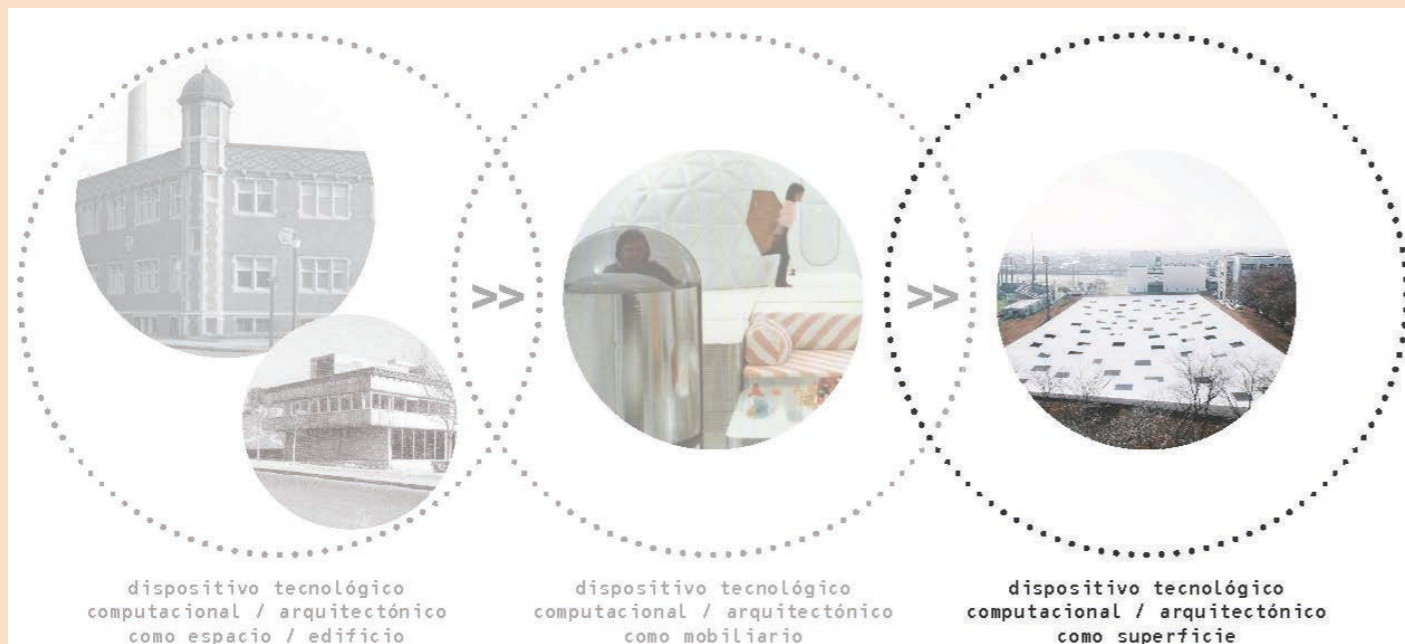 >>
>>
dispositivo tecnológico
computacional / arquitectónico
como espacio / edificio
dispositivo tecnológico
computacional / arquitectónico
como mobiliario
dispositivo tecnológico
computacional / arquitectónico
como superficie